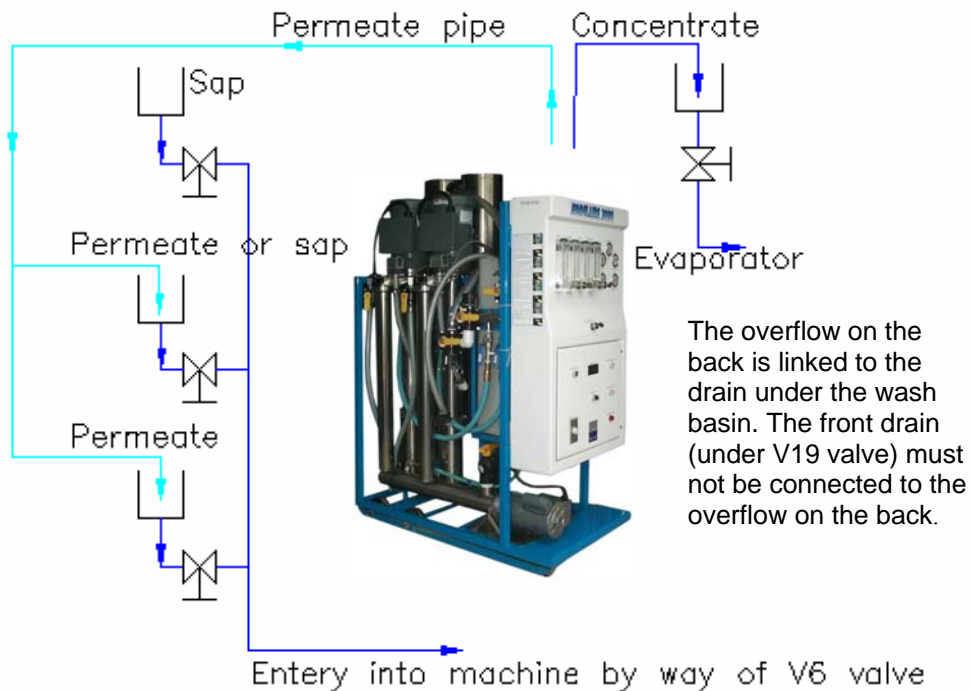 Permeate pipe
Concentrate
Sap
Permeate or sap
Evaporator
The overflow on the
back is linked to the
drain under the wash
basin. The front drain
(under V19 valve) must
not be connected to the
overflow on the back.
Permeate
Entery into machine by way of V6 valve